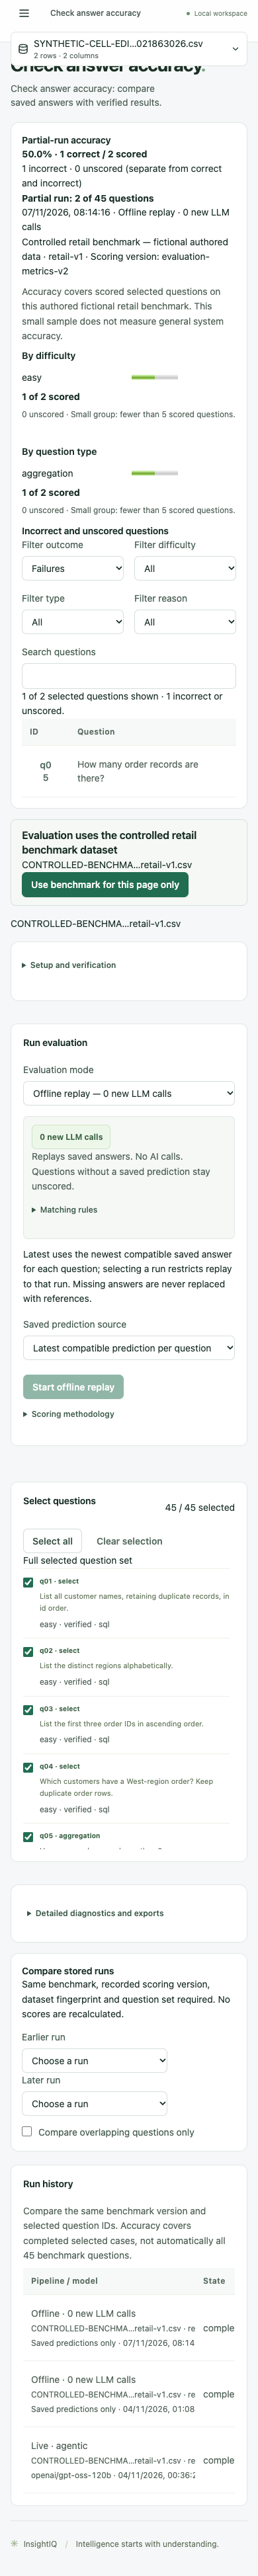 Check answer accuracy
Local workspace
SYNTHETIC-CELL-EDI...021863026.csv
2 rows · 2 columns
Check answer accuracy.
Check answer accuracy: compare
saved answers with verified results.
Partial-run accuracy
50.0% · 1 correct / 2 scored
1 incorrect · 0 unscored (separate from correct
and incorrect)
Partial run: 2 of 45 questions
07/11/2026, 08:14:16 · Offline replay · 0 new LLM
calls
Controlled retail benchmark — fictional authored
data · retail-v1 · Scoring version: evaluation-
metrics-v2
Accuracy covers scored selected questions on
this authored fictional retail benchmark. This
small sample does not measure general system
accuracy.
By difficulty
easy
1 of 2 scored
0 unscored · Small group: fewer than 5 scored questions.
By question type
aggregation
1 of 2 scored
0 unscored · Small group: fewer than 5 scored questions.
Incorrect and unscored questions
Filter outcome Filter difficulty
Failures All
Filter type Filter reason
All All
Search questions
1 of 2 selected questions shown · 1 incorrect or
unscored.
ID Question
q0
5
How many order records are
there?
Evaluation uses the controlled retail
benchmark dataset
CONTROLLED-BENCHMA...retail-v1.csv
Use benchmark for this page only
CONTROLLED-BENCHMA...retail-v1.csv
Setup and verification
Run evaluation
Evaluation mode
Offline replay — 0 new LLM calls
0 new LLM calls
Replays saved answers. No AI calls.
Questions without a saved prediction stay
unscored.
Matching rules
Latest uses the newest compatible saved answer
for each question; selecting a run restricts replay
to that run. Missing answers are never replaced
with references.
Saved prediction source
Latest compatible prediction per question
Start offline replay
Scoring methodology
Select questions
45 / 45 selected
Select all Clear selection
Full selected question set
q01 · select
List all customer names, retaining duplicate records, in
id order.
easy · verified · sql
q02 · select
List the distinct regions alphabetically.
easy · verified · sql
q03 · select
List the first three order IDs in ascending order.
easy · verified · sql
q04 · select
Which customers have a West-region order? Keep
duplicate order rows.
easy · verified · sql
q05 · aggregation
Detailed diagnostics and exports
Compare stored runs
Same benchmark, recorded scoring version,
dataset fingerprint and question set required. No
scores are recalculated.
Earlier run
Choose a run
Later run
Choose a run
Compare overlapping questions only
Run history
Compare the same benchmark version and
selected question IDs. Accuracy covers
completed selected cases, not automatically all
45 benchmark questions.
Pipeline / model State
Offline · 0 new LLM calls
CONTROLLED-BENCHMA...retail-v1.csv · re comple
Saved predictions only · 07/11/2026, 08:14
Offline · 0 new LLM calls
CONTROLLED-BENCHMA...retail-v1.csv · re comple
Saved predictions only · 04/11/2026, 01:08
Live · agentic
CONTROLLED-BENCHMA...retail-v1.csv · re comple
openai/gpt-oss-120b · 04/11/2026, 00:36:2
InsightIQ / Intelligence starts with understanding.